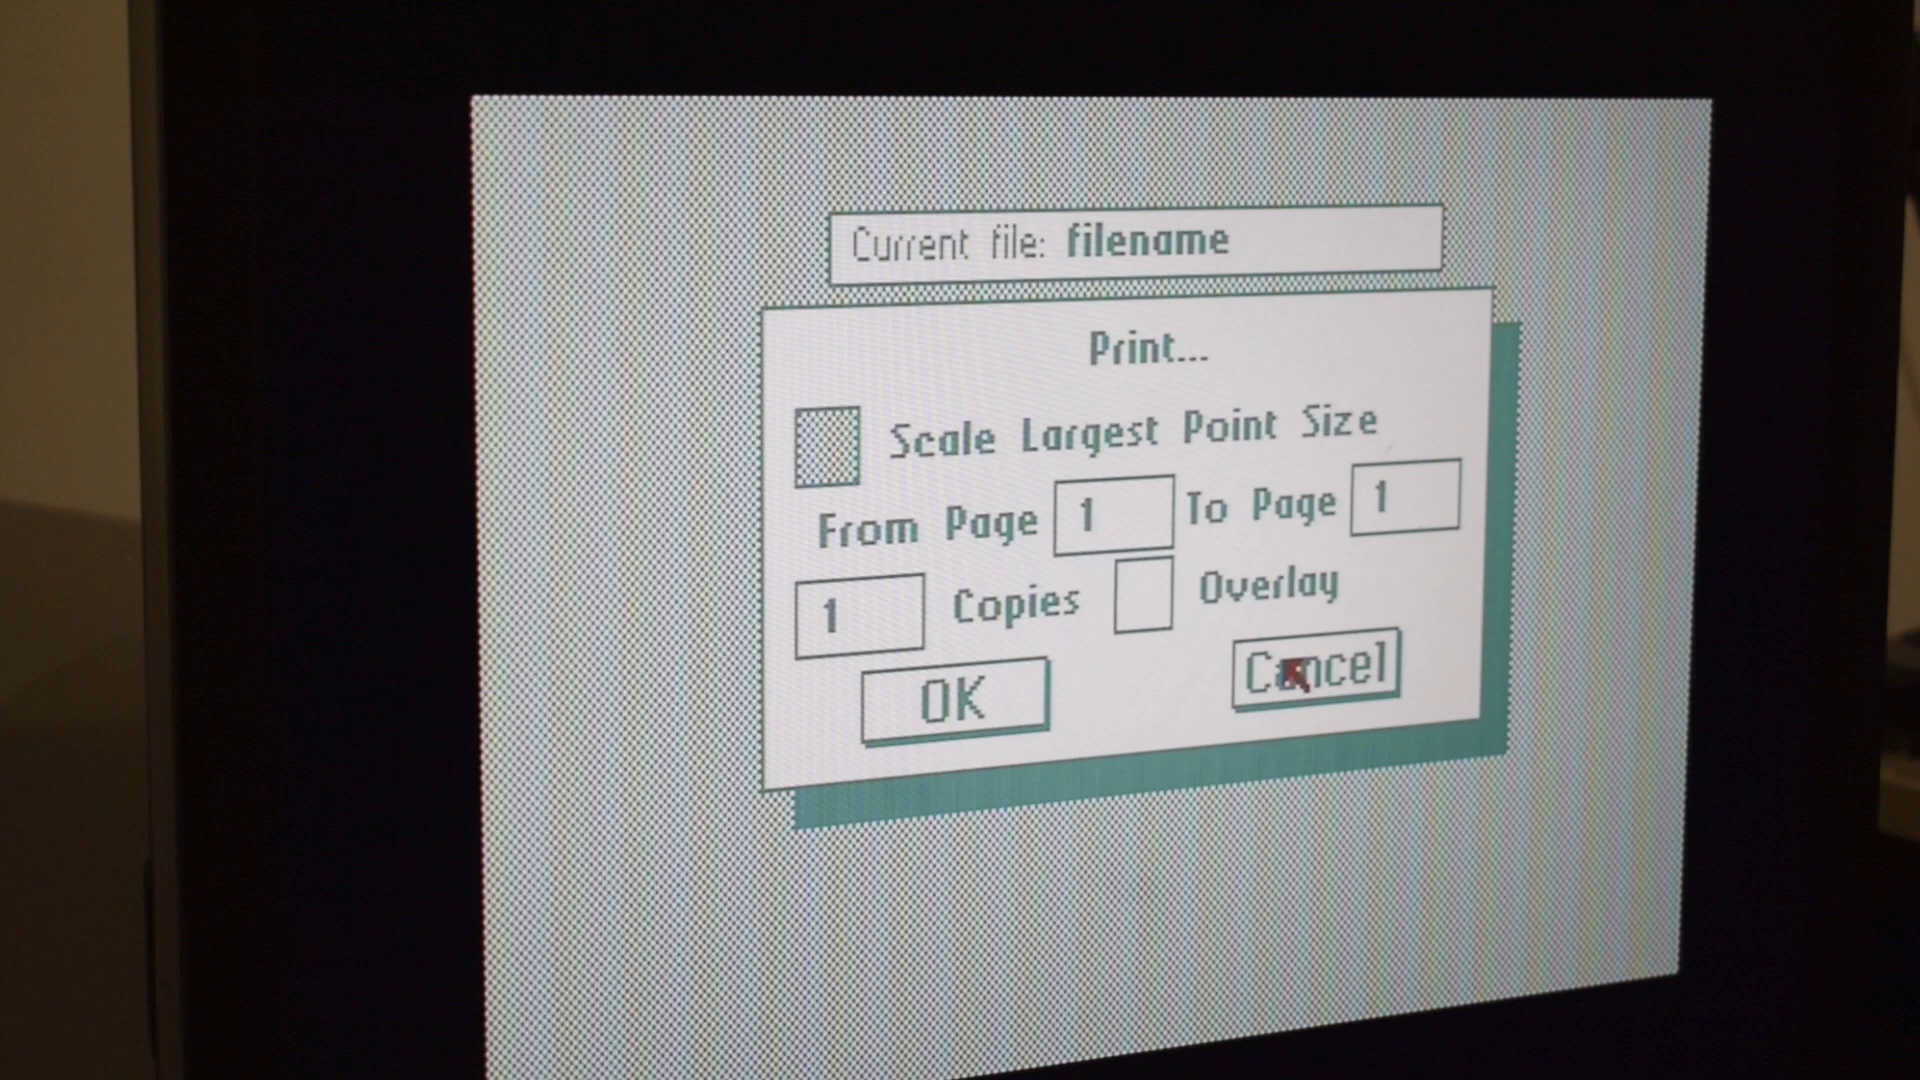 Current file: filename
Print...
Scale Largest Point Size
From Page 1 To Page 1
1 Copies Overlay
OK Cancel